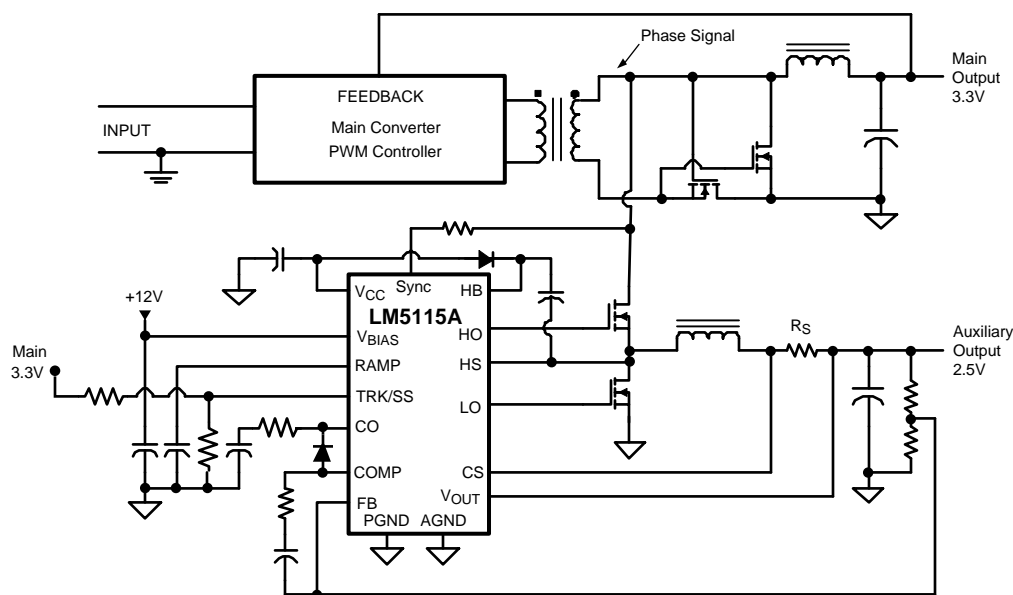 Phase Signal
Main
Output
3.3V
FEEDBACK
Main Converter
PWM Controller
INPUT
Sync
VCC
HB
LM5115A
+12V
VBIAS
HO
RS
Auxiliary
Output
2.5V
Main
3.3V
RAMP
HS
TRK/SS
LO
CO
COMP
CS
VOUT
FB
PGND
AGND